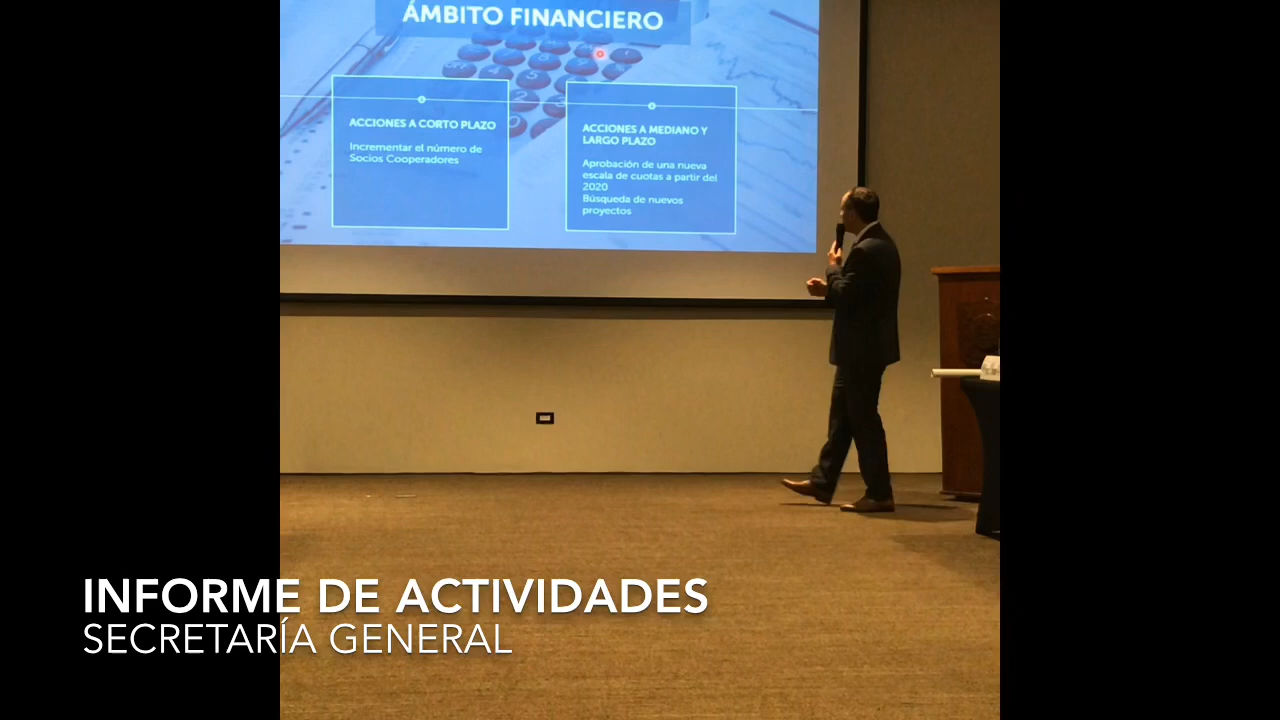 ÁMBITO FINANCIERO
ACCIONES A CORTO PLAZO
Incrementar el número de
Socios Cooperadores
ACCIONES A MEDIANO Y
LARGO PLAZO
Aprobación de una nueva
escala de cuotas a partir del
2020
Búsqueda de nuevos
proyectos
INFORME DE ACTIVIDADES
SECRETARÍA GENERAL